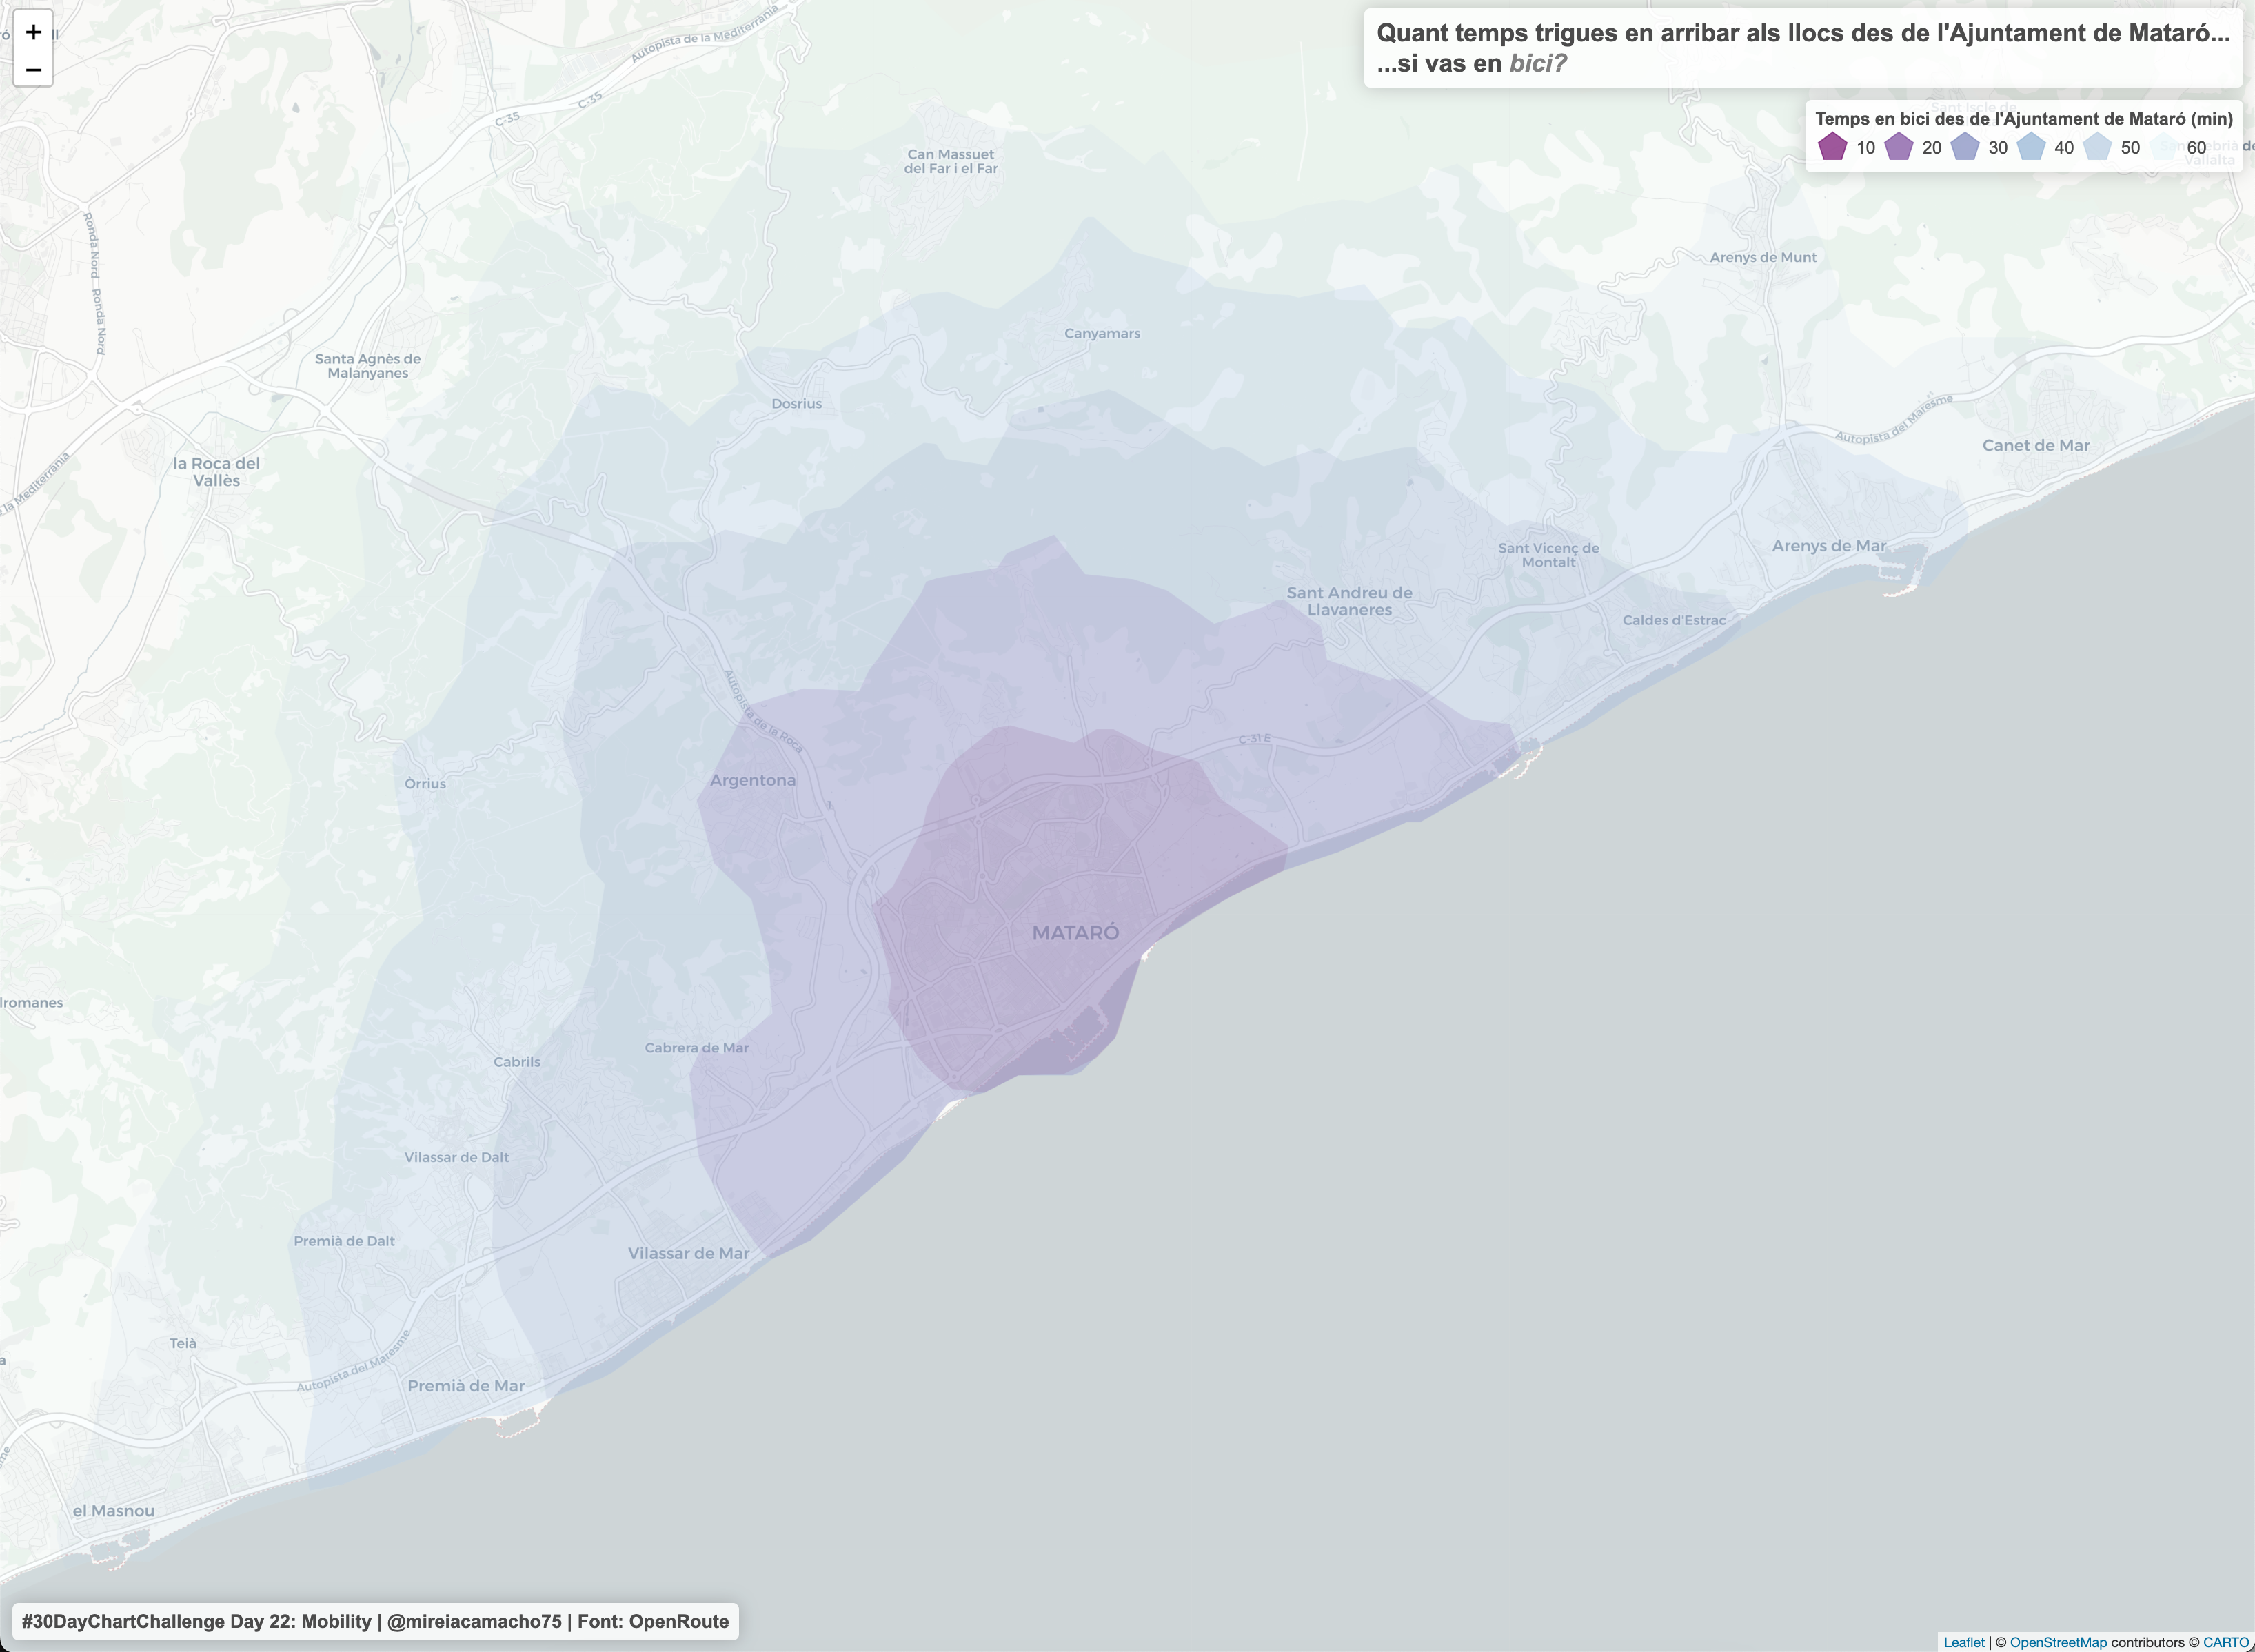 +
−
Quant temps trigues en arribar als llocs des de l'Ajuntament de Mataró...
...si vas en bici?
Temps en bici des de l'Ajuntament de Mataró (min)
10 20 30 40 50 60
Autopista de la Mediterrània
C-35
C-35
Can Massuet
del Far i el Far
Ronda Nord
Ronda Nord
Arenys de Munt
Canyamars
Santa Agnès de
Malanyanes
Dosrius
Autopista del Maresme
Canet de Mar
la Roca del
Vallès
la Mediterrània
Arenys de Mar
Sant Vicenç de
Montalt
Sant Andreu de
Llavaneres
Caldes d'Estrac
Autopista de la Roca
C-31 E
Argentona
Òrrius
MATARÓ
Iromanes
Cabrera de Mar
Cabrils
Vilassar de Dalt
Premià de Dalt
Vilassar de Mar
Teià
Autopista del Maresme
Premià de Mar
el Masnou
#30DayChartChallenge Day 22: Mobility | @mireiacamacho75 | Font: OpenRoute
Leaflet | © OpenStreetMap contributors © CARTO